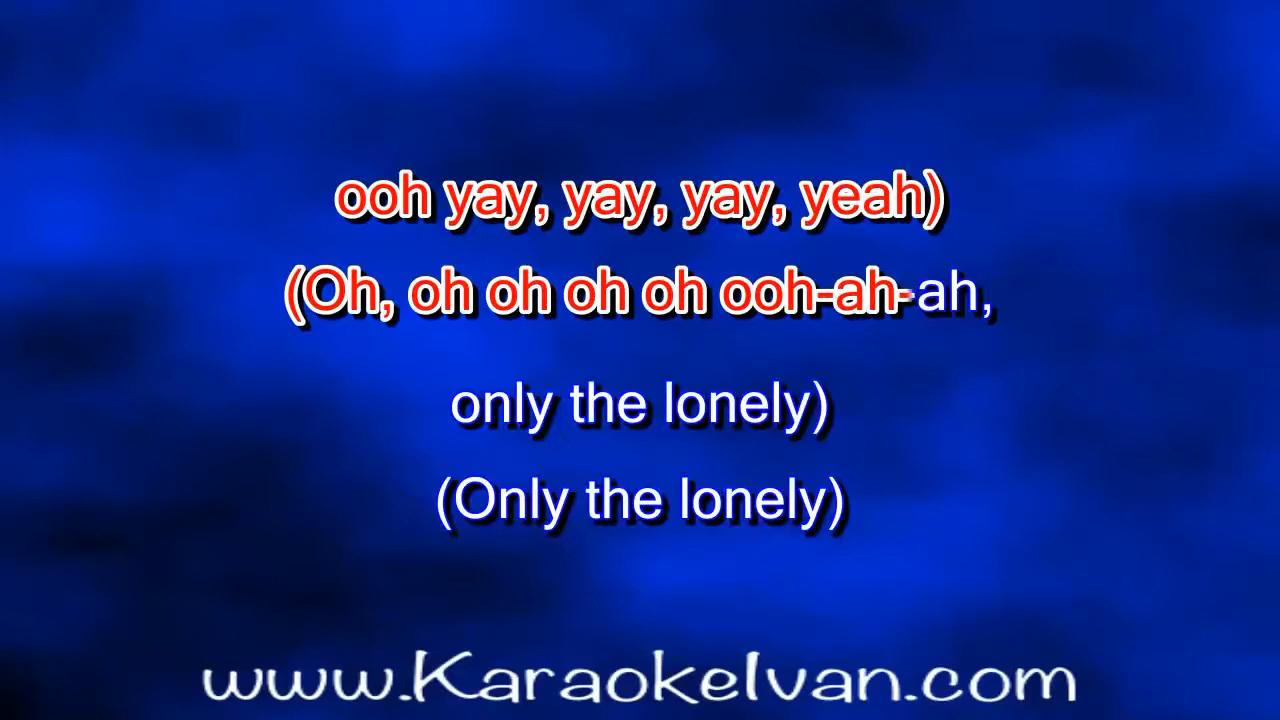 ooh yay, yay, yay, yeah)
(Oh, oh oh oh oh ooh-ah-ah,
only the lonely)
(Only the lonely)
www.KaraokeIvan.com